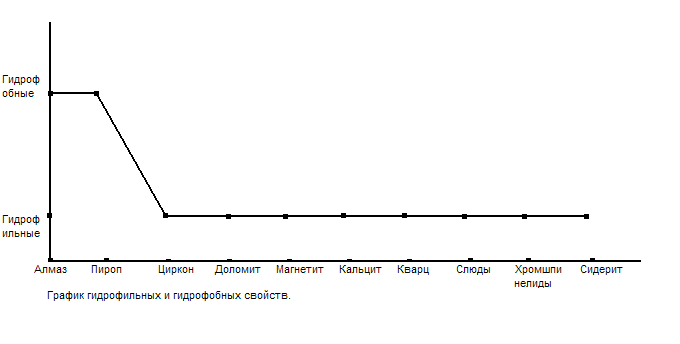 Гидроф
обные
Гидроф
ильные
Алмаз Пироп Циркон Доломит Магнетит Кальцит Кварц Слюды Хромшпи Сидерит
нелиды
График гидрофильных и гидрофобных свойств.